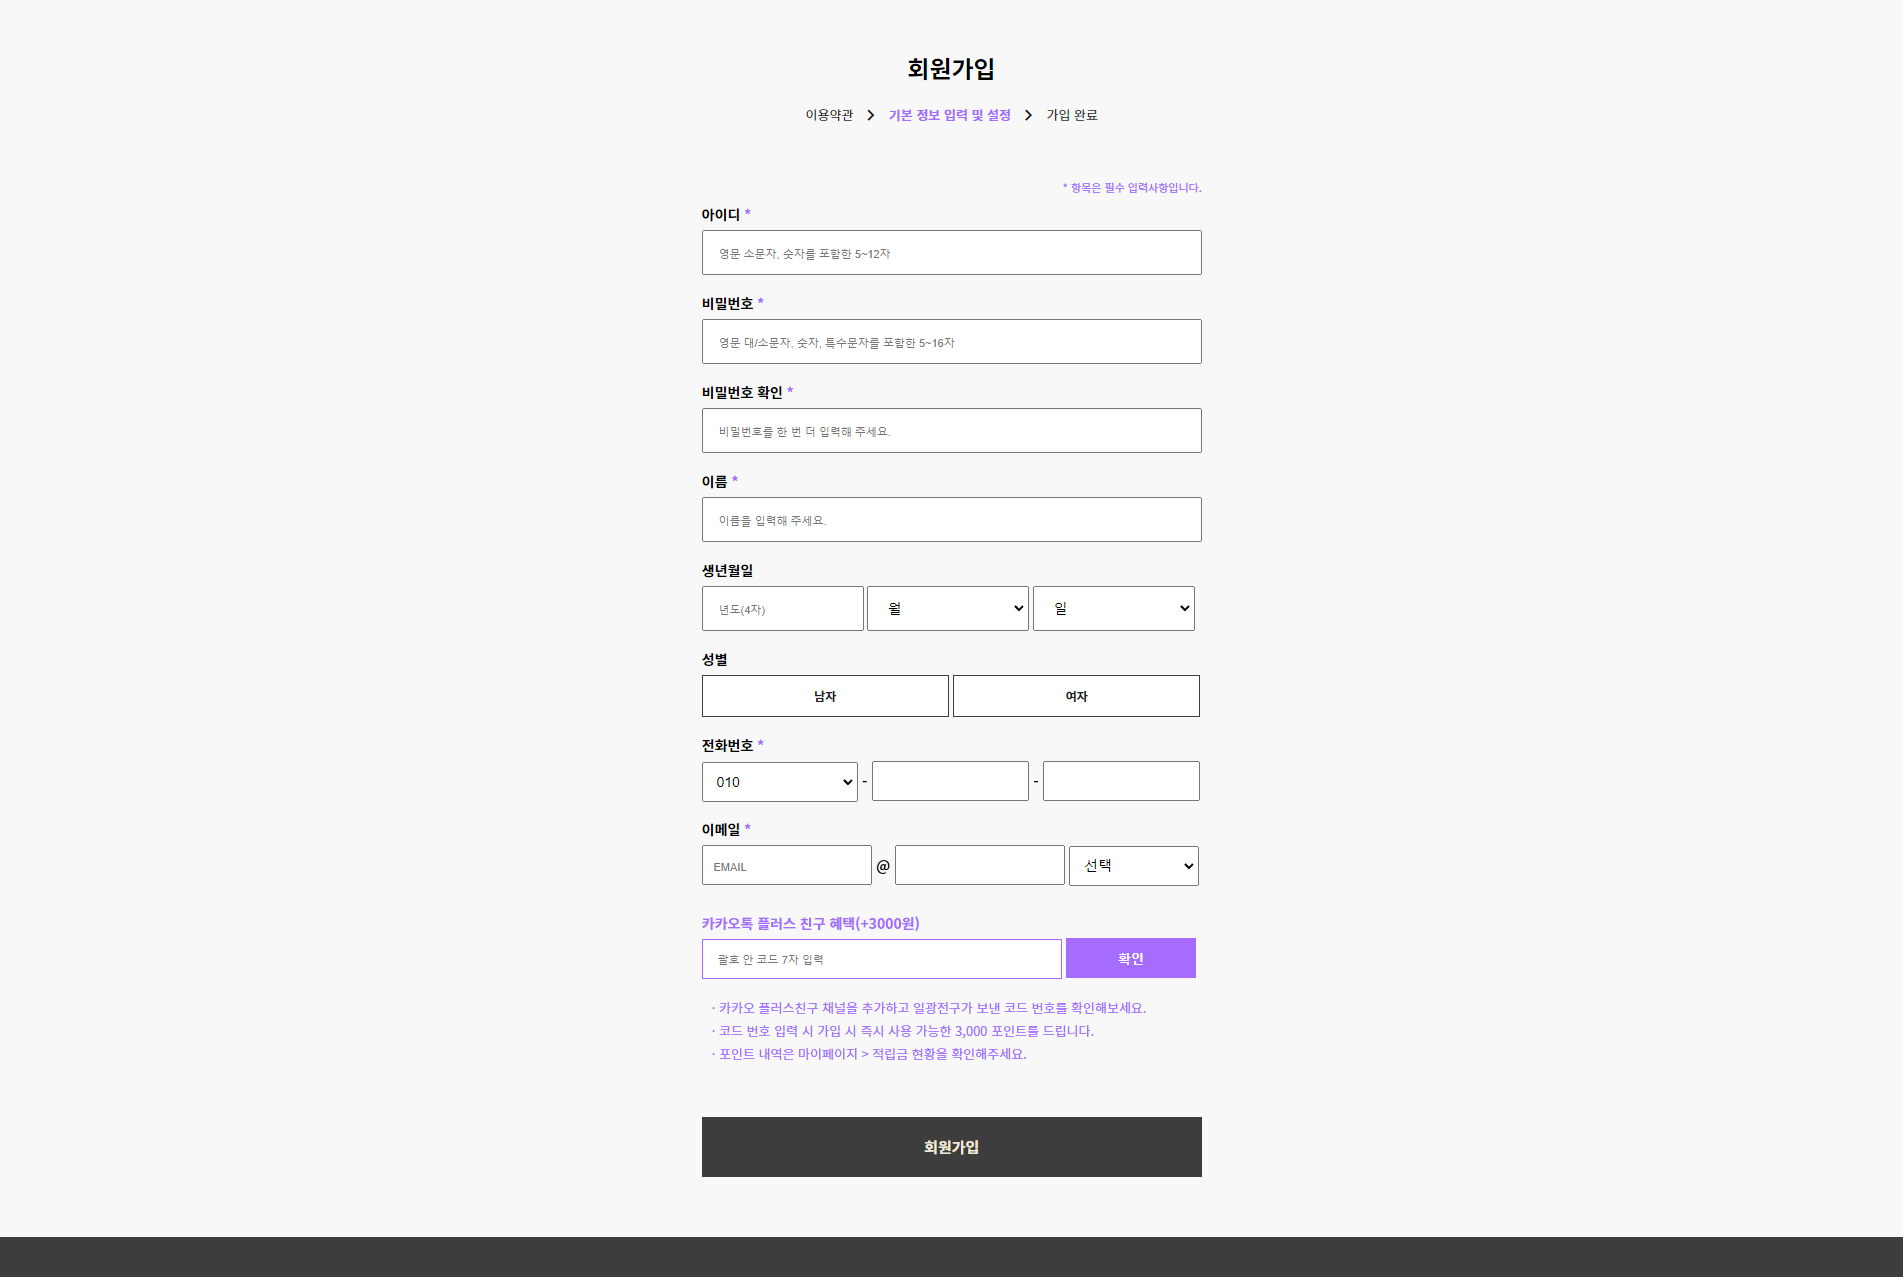 회원가입
이용약관 > 기본 정보 입력 및 설정 > 가입 완료
* 항목은 필수 입력사항입니다.
아이디 *
영문 소문자, 숫자를 포함한 5~12자
비밀번호 *
영문 대/소문자, 숫자, 특수문자를 포함한 5~16자
비밀번호 확인 *
비밀번호를 한 번 더 입력해 주세요.
이름 *
이름을 입력해 주세요.
생년월일
년도(4자) 월 일
성별
남자 여자
전화번호 *
010 - -
이메일 *
EMAIL @ 선택
카카오톡 플러스 친구 혜택(+3000원)
괄호 안 코드 7자 입력 확인
· 카카오 플러스친구 채널을 추가하고 일광전구가 보낸 코드 번호를 확인해보세요.
· 코드 번호 입력 시 가입 시 즉시 사용 가능한 3,000 포인트를 드립니다.
· 포인트 내역은 마이페이지 > 적립금 현황을 확인해주세요.
회원가입